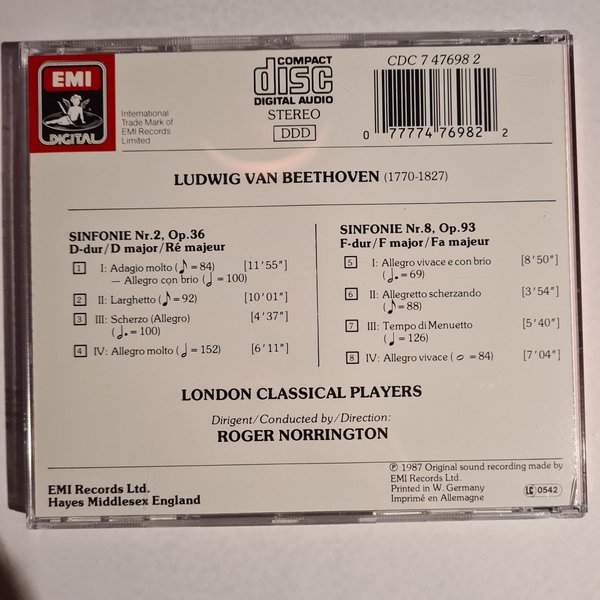 EMI
DIGITAL
International
Trade Mark of
EMI Records
Limited
COMPACT
disc
DIGITAL AUDIO
STEREO
DDD
CDC 7 47698 2
0 77774 76982 2
LUDWIG VAN BEETHOVEN (1770-1827)
SINFONIE Nr.2, Op.36
D-dur/D major/Ré majeur
1 I: Adagio molto (♪=84) [11'55"]
— Allegro con brio (𝅗𝅥=100)
2 II: Larghetto (♪=92) [10'01"]
3 III: Scherzo (Allegro) [4'37"]
(𝅗𝅥.=100)
4 IV: Allegro molto (𝅗𝅥=152) [6'11"]
SINFONIE Nr.8, Op.93
F-dur/F major/Fa majeur
5 I: Allegro vivace e con brio [8'50"]
(𝅗𝅥.=69)
6 II: Allegretto scherzando [3'54"]
(♪=88)
7 III: Tempo di Menuetto [5'40"]
(♩=126)
8 IV: Allegro vivace (𝅝=84) [7'04"]
LONDON CLASSICAL PLAYERS
Dirigent/Conducted by/Direction:
ROGER NORRINGTON
EMI Records Ltd.
Hayes Middlesex England
℗ 1987 Original sound recording made by
EMI Records Ltd.
Printed in W. Germany
Imprimé en Allemagne
LC 0542